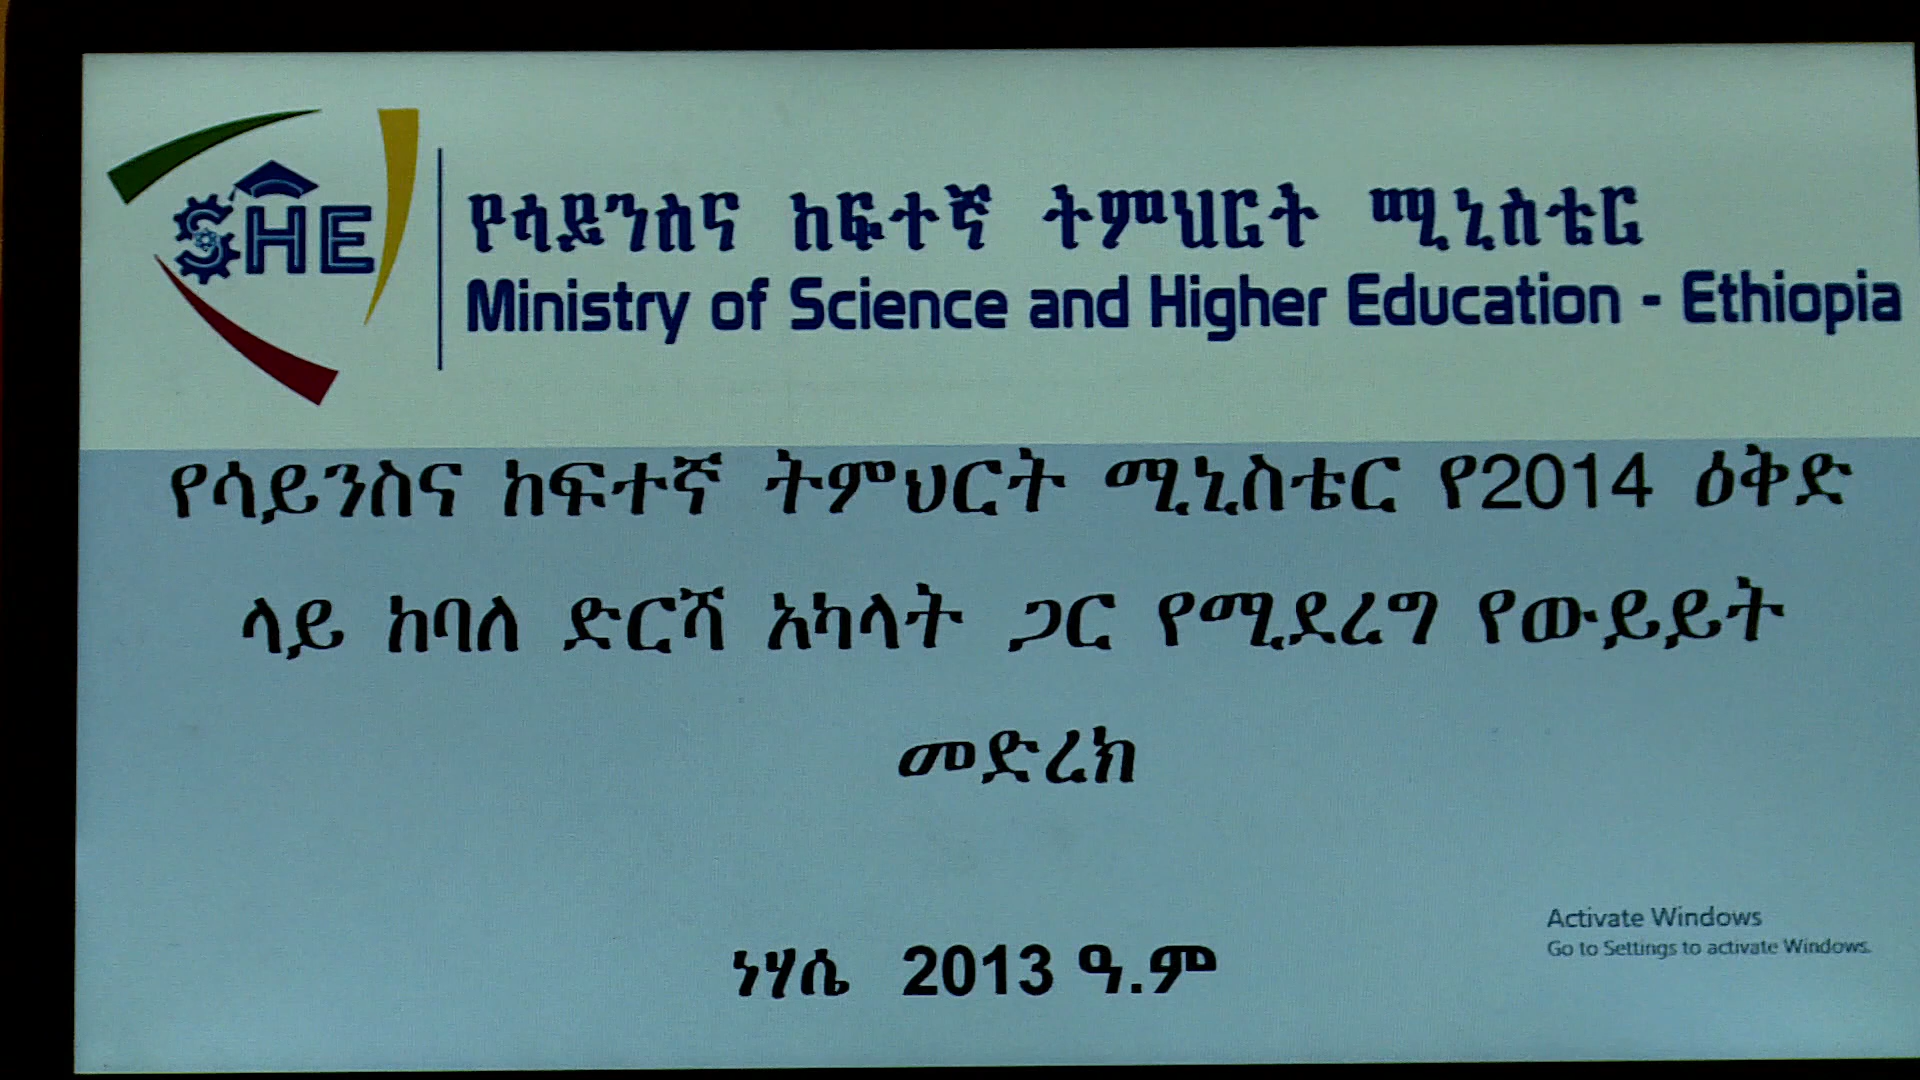 SHE
የሳይንስና ከፍተኛ ትምህርት ሚኒስቴር
Ministry of Science and Higher Education - Ethiopia
የሳይንስና ከፍተኛ ትምህርት ሚኒስቴር የ2014 ዕቅድ
ላይ ከባለ ድርሻ አካላት ጋር የሚደረግ የውይይት
መድረክ
Activate Windows
Go to Settings to activate Windows.
ነሃሴ 2013 ዓ.ም